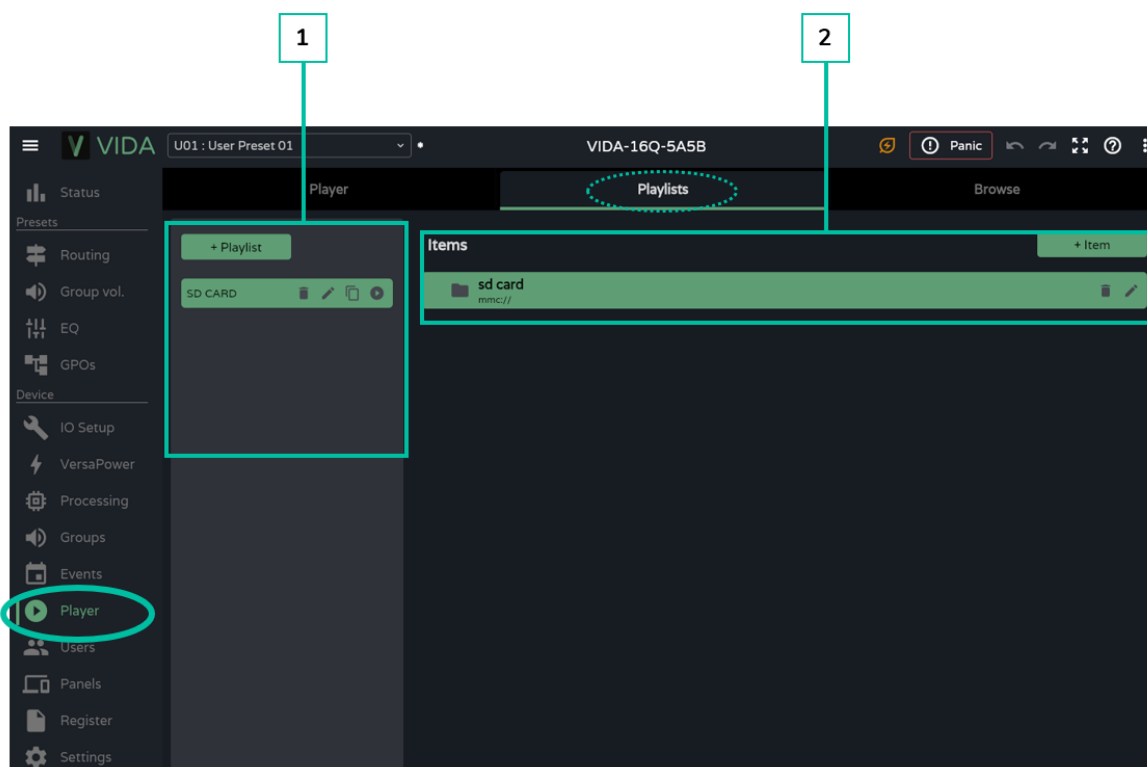 1
2
VIDA
U01 : User Preset 01
VIDA-16Q-5A5B
Panic
Status
Presets
Routing
Group vol.
EQ
GPOs
Device
IO Setup
VersaPower
Processing
Groups
Events
Player
Users
Panels
Register
Settings
Player
Playlists
Browse
+ Playlist
SD CARD
Items
+ Item
sd card
mmc://